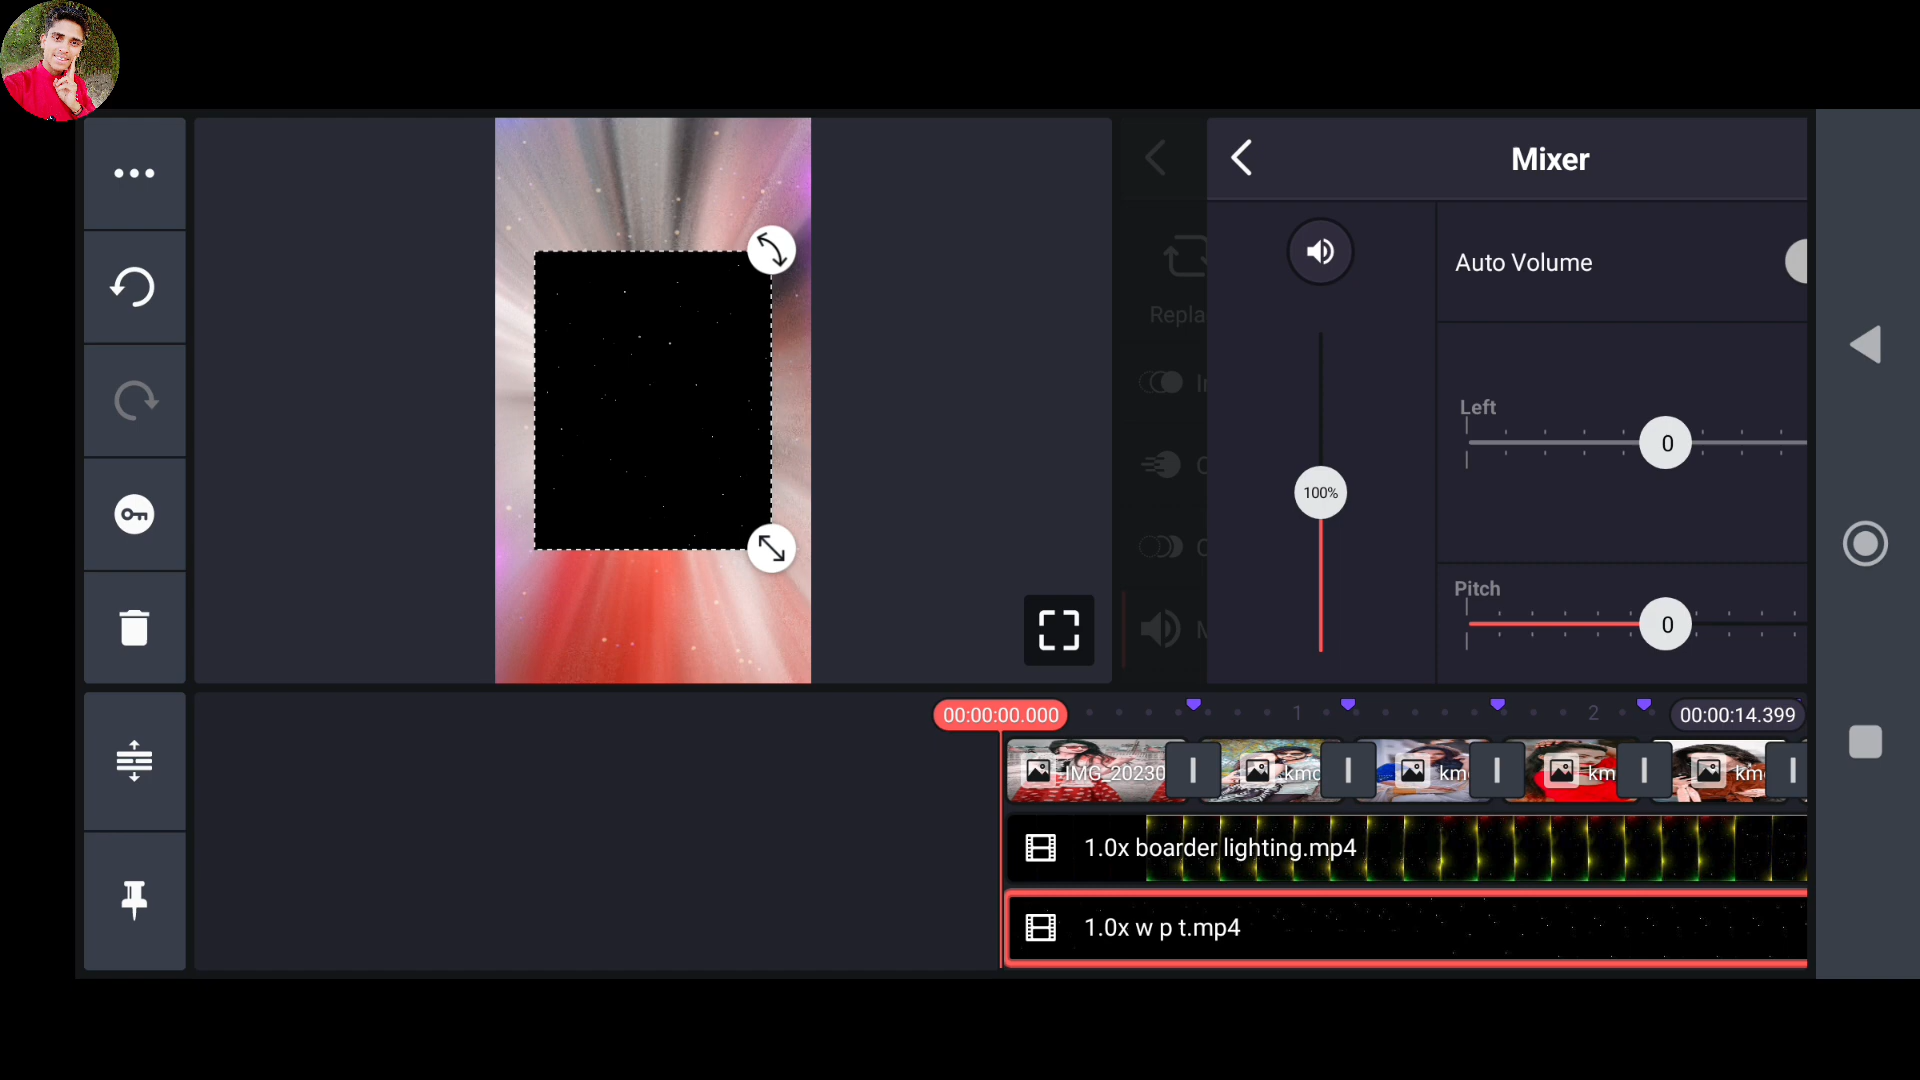 Mixer
Auto Volume
Repla
Left
0
100%
Pitch
0
00:00:00.000
1
2
00:00:14.399
IMG_20230
kmc
km
km
km
1.0x boarder lighting.mp4
1.0x w p t.mp4